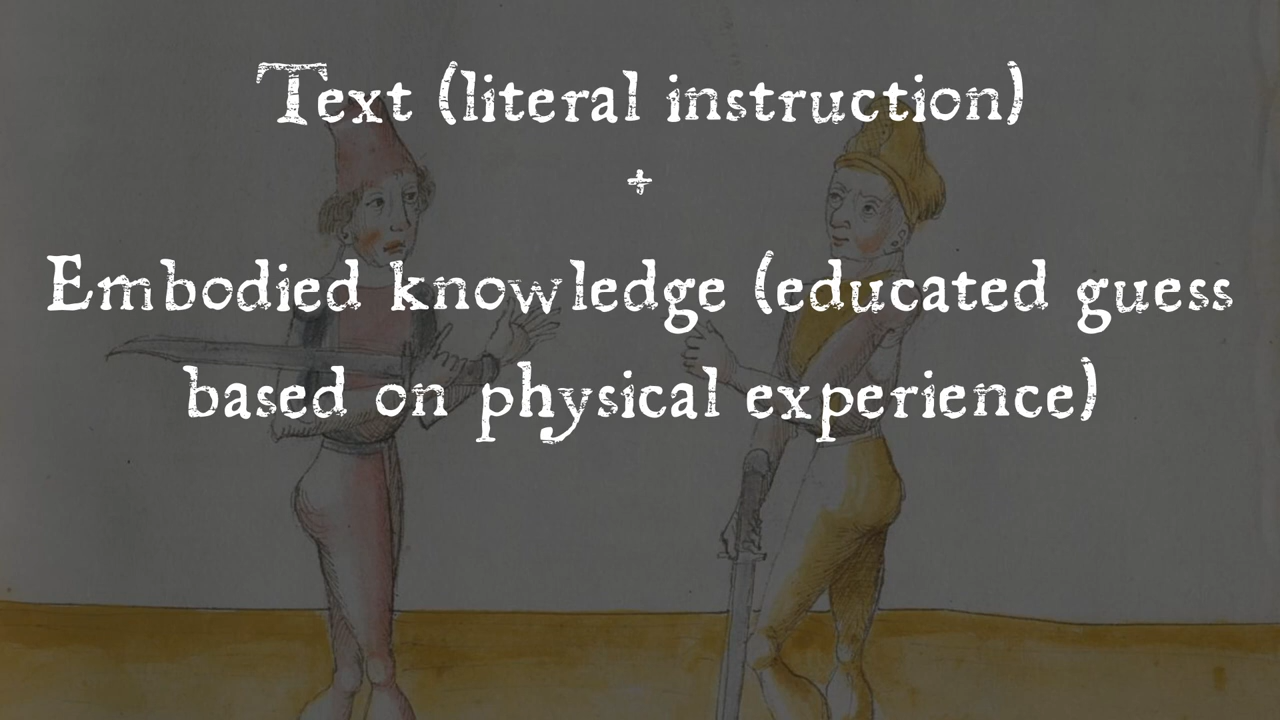 Text (literal instruction)
+
Embodied knowledge (educated guess
based on physical experience)